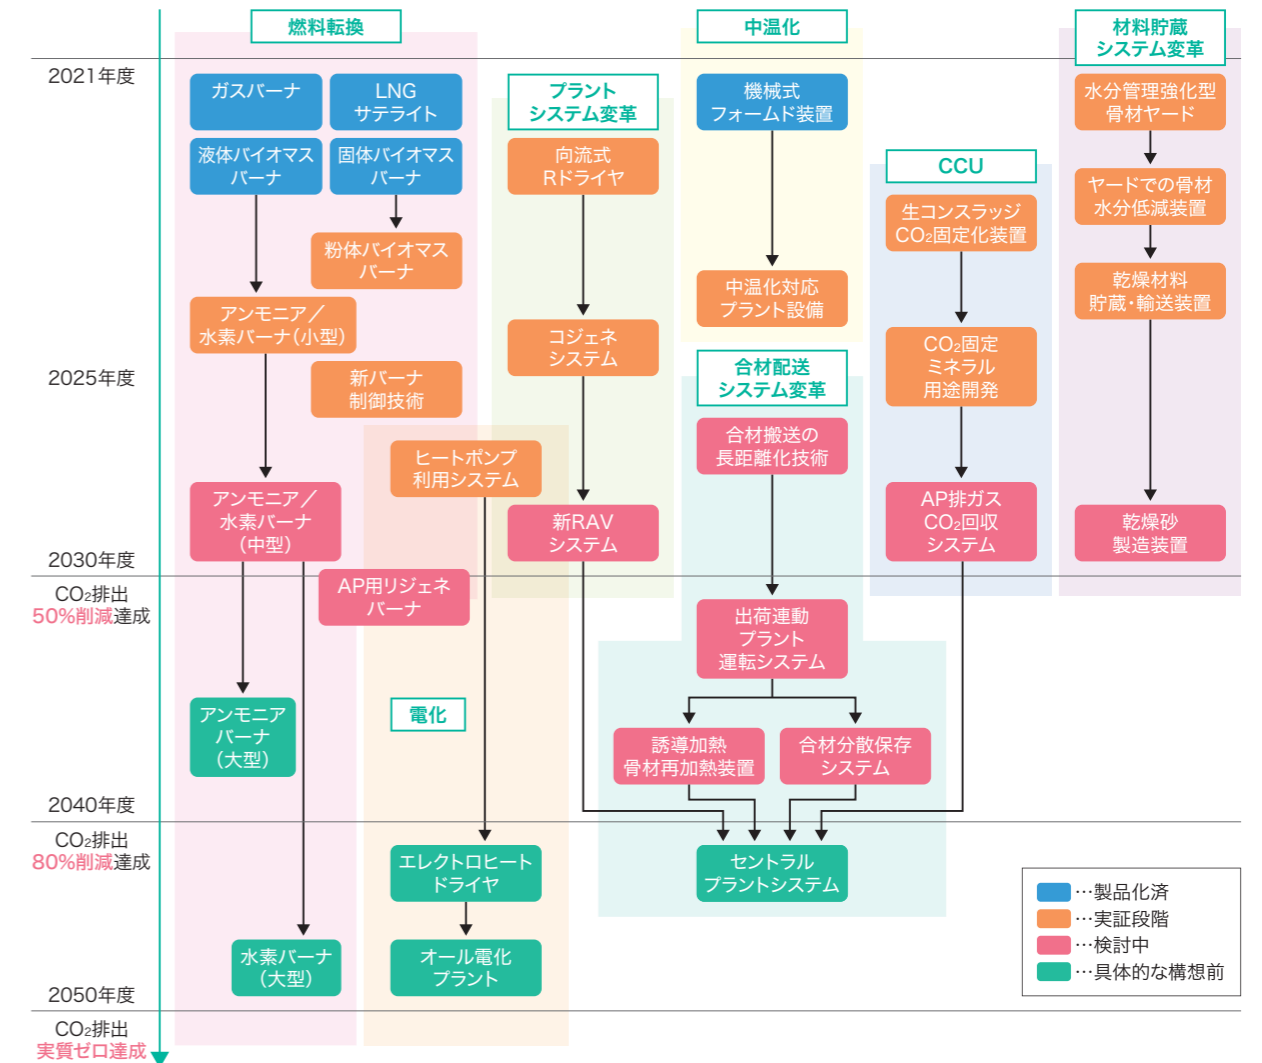 燃料転換
中温化
材料貯蔵
システム変革
2021年度
ガスバーナ
LNG
サテライト
プラント
システム変革
機械式
フォームド装置
水分管理強化型
骨材ヤード
液体バイオマス
バーナ
固体バイオマス
バーナ
向流式
Rドライヤ
CCU
ヤードでの骨材
水分低減装置
生コンスラッジ
CO₂固定化装置
粉体バイオマス
バーナ
中温化対応
プラント設備
乾燥材料
貯蔵・輸送装置
アンモニア／
水素バーナ（小型）
コジェネ
システム
CO₂固定
ミネラル
用途開発
2025年度
新バーナ
制御技術
合材配送
システム変革
合材搬送の
長距離化技術
ヒートポンプ
利用システム
アンモニア／
水素バーナ
（中型）
新RAV
システム
AP排ガス
CO₂回収
システム
乾燥砂
製造装置
2030年度
CO₂排出
50%削減達成
AP用リジェネ
バーナ
出荷連動
プラント
運転システム
アンモニア
バーナ
（大型）
電化
誘導加熱
骨材再加熱装置
合材分散保存
システム
2040年度
CO₂排出
80%削減達成
エレクトロヒート
ドライヤ
セントラル
プラントシステム
水素バーナ
（大型）
オール電化
プラント
…製品化済
…実証段階
…検討中
…具体的な構想前
2050年度
CO₂排出
実質ゼロ達成